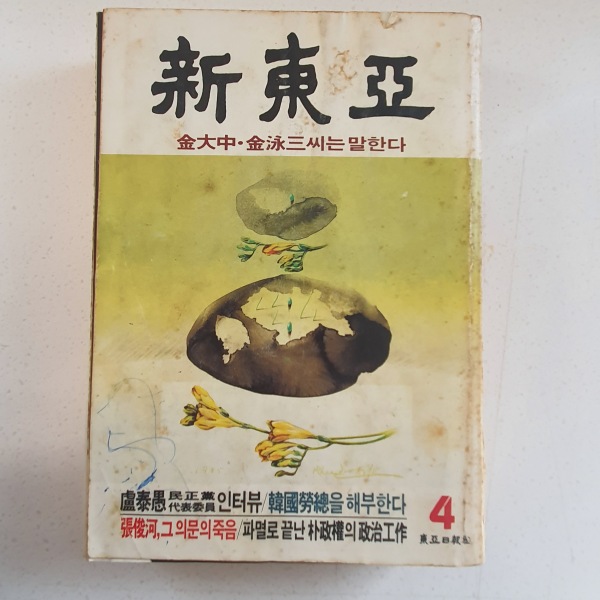 新東亞
金大中·金泳三씨는 말한다
1985
盧泰愚 民正黨 代表委員 인터뷰/韓國勞總을 해부한다
張俊河, 그 의문의 죽음/파멸로 끝난 朴政權의 政治工作
4
東亞日報社